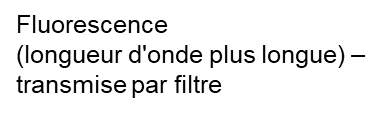 Fluorescence
(longueur d'onde plus longue) –
transmise par filtre